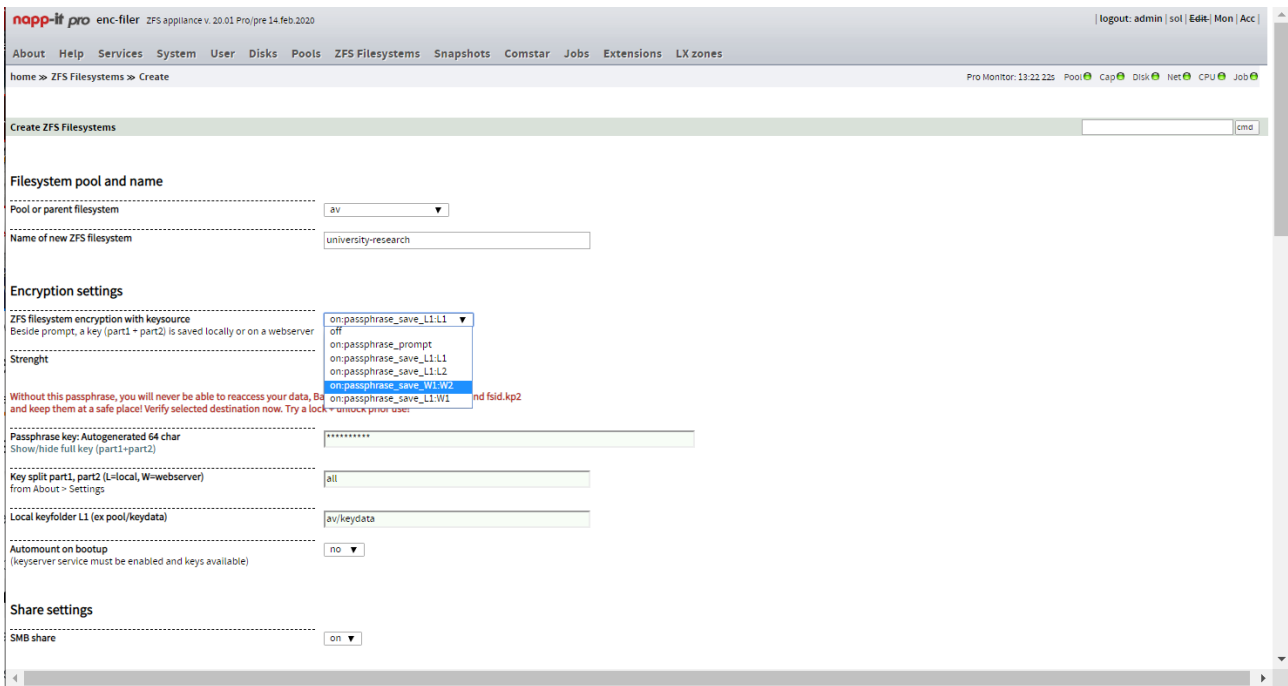 napp-it pro enc-filer ZFS appliance v. 20.01 Pro/pre 14.feb.2020 | logout: admin | sol | Edit | Mon | Acc |
About Help Services System User Disks Pools ZFS Filesystems Snapshots Comstar Jobs Extensions LX zones
home » ZFS Filesystems » Create Pro Monitor: 13:22 22s Pool Cap Disk Net CPU Job
Create ZFS Filesystems cmd
Filesystem pool and name
Pool or parent filesystem av
Name of new ZFS filesystem university-research
Encryption settings
ZFS filesystem encryption with keysource on:passphrase_save_L1:L1
Beside prompt, a key (part1 + part2) is saved locally or on a webserver off
on:passphrase_prompt
Strenght on:passphrase_save_L1:L1
on:passphrase_save_L1:L2
on:passphrase_save_W1:W2
Without this passphrase, you will never be able to reaccess your data, Ba nd fsid.kp2
on:passphrase_save_L1:W1
and keep them at a safe place! Verify selected destination now. Try a lock + unlock prior use!
Passphrase key: Autogenerated 64 char **********
Show/hide full key (part1+part2)
Key split part1, part2 (L=local, W=webserver) all
from About > Settings
Local keyfolder L1 (ex pool/keydata) av/keydata
Automount on bootup no
(keyserver service must be enabled and keys available)
Share settings
SMB share on